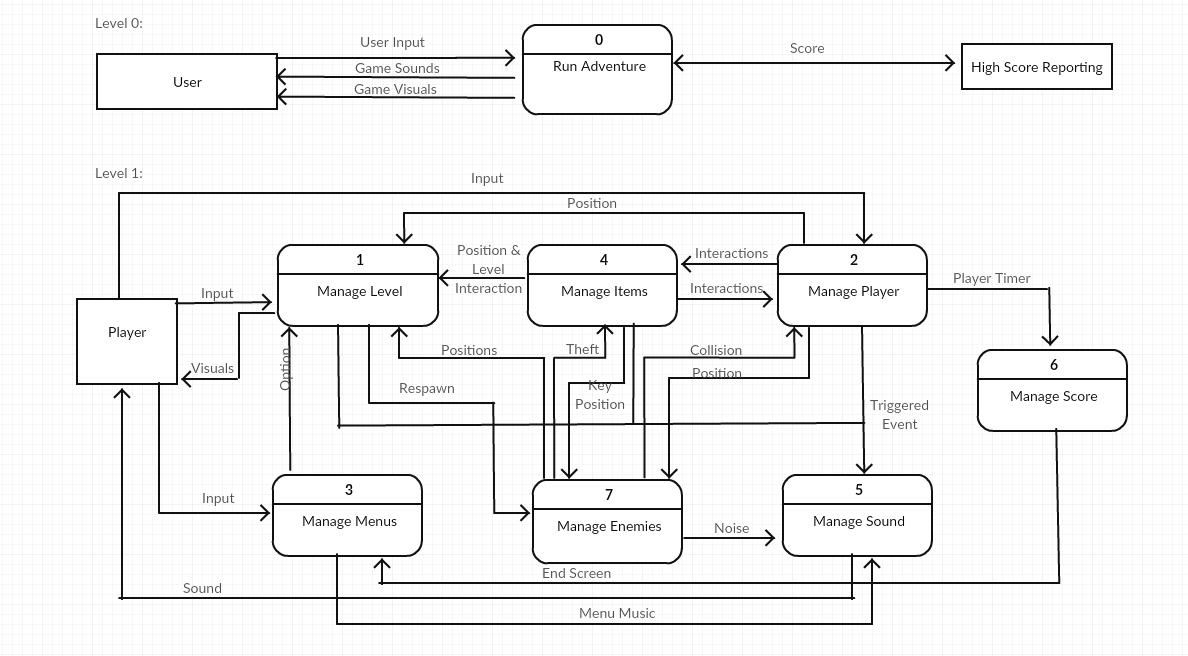 Level 0:
User Input
0
Score
User
Game Sounds
Run Adventure
High Score Reporting
Game Visuals
Level 1:
Input
Position
Position &
Level
Interaction
Interactions
1
4
2
Manage Level
Manage Items
Manage Player
Interactions
Player Timer
Input
Player
Visuals
Option
Positions
Theft
Collision
Position
Key
Position
Respawn
6
Manage Score
Triggered
Event
3
7
5
Input
Manage Menus
Manage Enemies
Manage Sound
Noise
End Screen
Sound
Menu Music